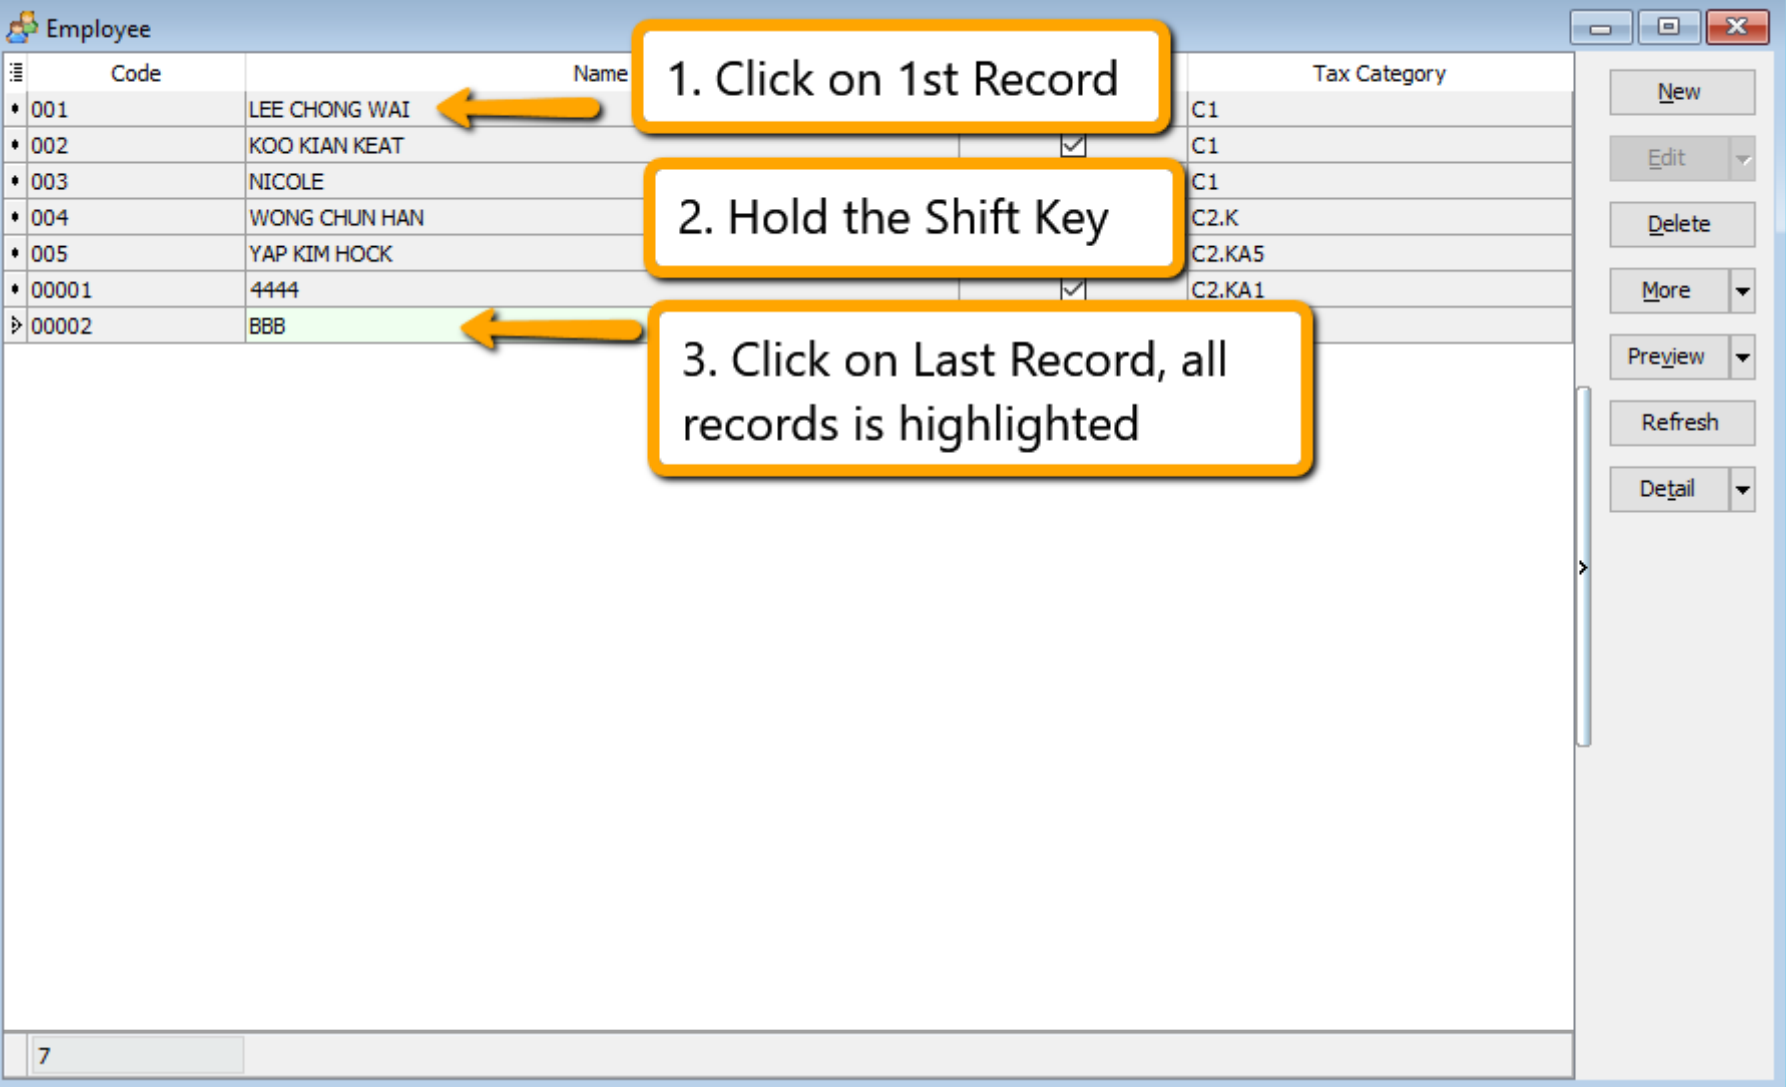 Employee
Code Name Tax Category
001 LEE CHONG WAI C1
002 KOO KIAN KEAT C1
003 NICOLE C1
004 WONG CHUN HAN C2.K
005 YAP KIM HOCK C2.KA5
00001 4444 C2.KA1
00002 BBB
1. Click on 1st Record
2. Hold the Shift Key
3. Click on Last Record, all
records is highlighted
New
Edit
Delete
More
Preview
Refresh
Detail
7